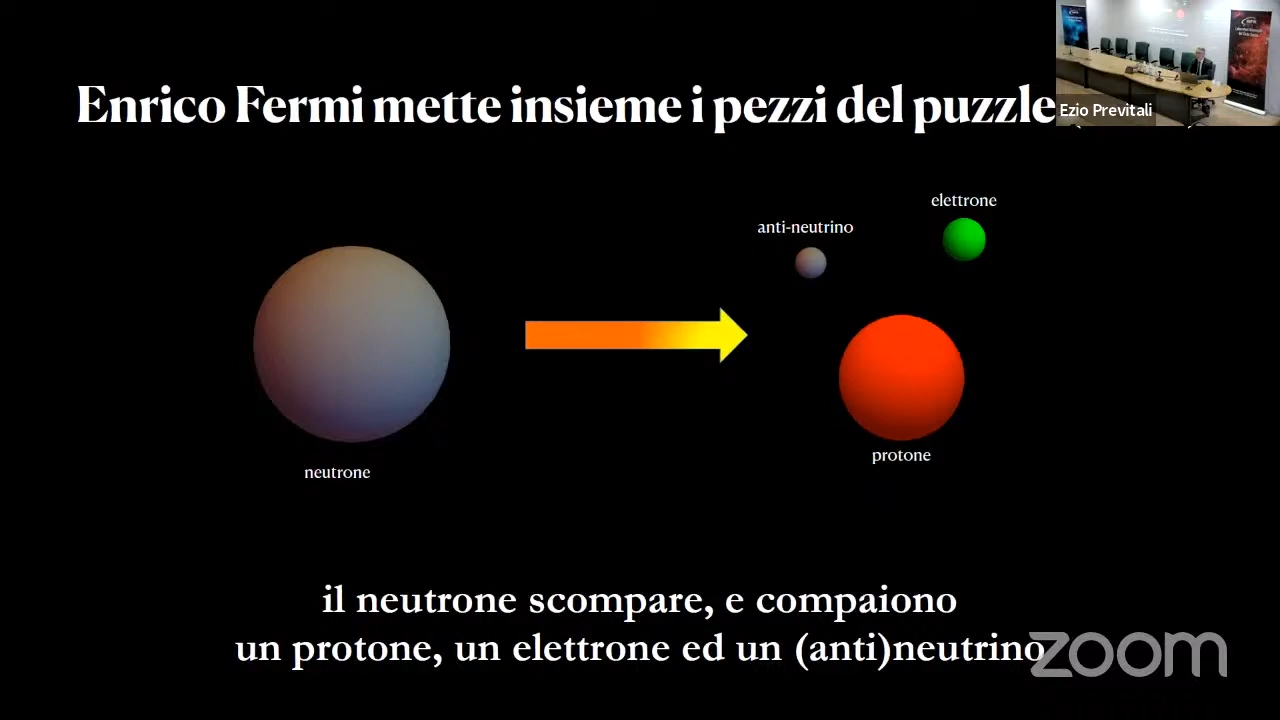 Enrico Fermi mette insieme i pezzi del puzzle
Ezio Previtali
elettrone
anti-neutrino
protone
neutrone
il neutrone scompare, e compaiono
un protone, un elettrone ed un (anti)neutrino
zoom